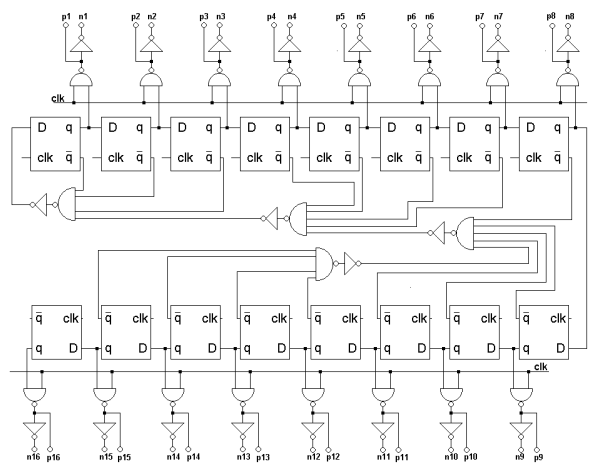 p1 n1 p2 n2 p3 n3 p4 n4 p5 n5 p6 n6 p7 n7 p8 n8
clk
D q D q D q D q D q D q D q D q
clk q̅ clk q̅ clk q̅ clk q̅ clk q̅ clk q̅ clk q̅ clk q̅
q̅ clk q̅ clk q̅ clk q̅ clk q̅ clk q̅ clk q̅ clk q̅ clk
q D q D q D q D q D q D q D q D
clk
n16 p16 n15 p15 n14 p14 n13 p13 n12 p12 n11 p11 n10 p10 n9 p9